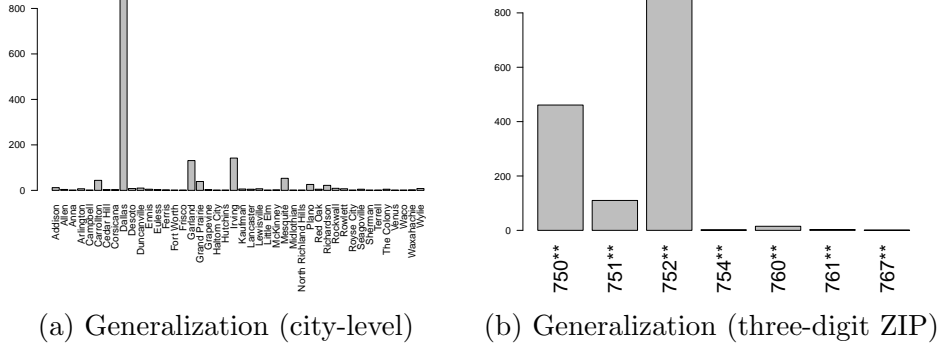 800
600
400
200
0
Addison
Allen
Anna
Arlington
Campbell
Carrollton
Cedar Hill
Corsicana
Dallas
Desoto
Duncanville
Ennis
Euless
Ferris
Fort Worth
Frisco
Garland
Grand Prairie
Grapevine
Haltom City
Hutchins
Irving
Kaufman
Lancaster
Lewisville
Little Elm
McKinney
Mesquite
Midlothian
North Richland Hills
Plano
Red Oak
Richardson
Rockwall
Rowlett
Royse City
Seagoville
Sherman
Terrell
The Colony
Venus
Waco
Waxahachie
Wylie
(a) Generalization (city-level)
800
600
400
200
0
750**
751**
752**
754**
760**
761**
767**
(b) Generalization (three-digit ZIP)